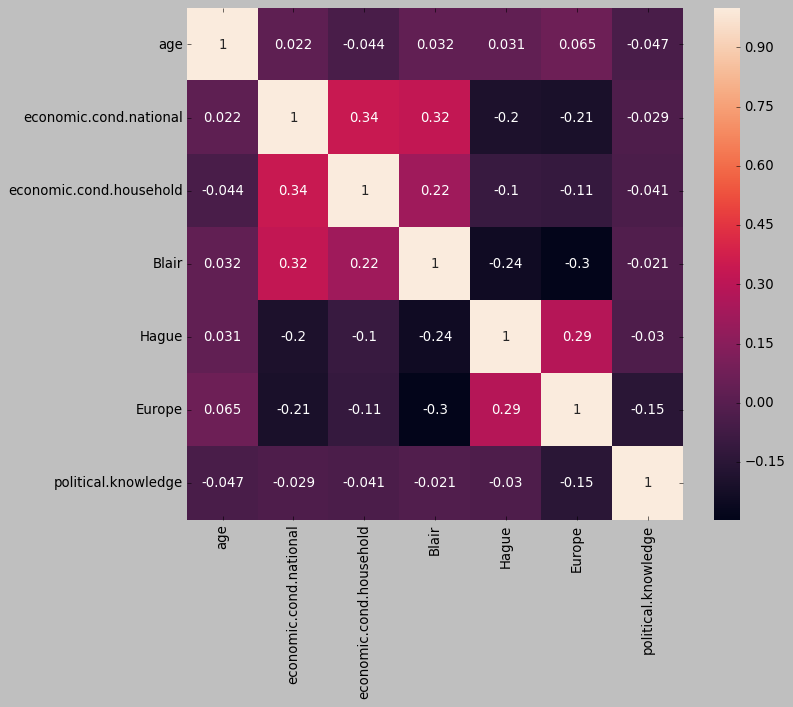 age 1 0.022 -0.044 0.032 0.031 0.065 -0.047
economic.cond.national 0.022 1 0.34 0.32 -0.2 -0.21 -0.029
economic.cond.household -0.044 0.34 1 0.22 -0.1 -0.11 -0.041
Blair 0.032 0.32 0.22 1 -0.24 -0.3 -0.021
Hague 0.031 -0.2 -0.1 -0.24 1 0.29 -0.03
Europe 0.065 -0.21 -0.11 -0.3 0.29 1 -0.15
political.knowledge -0.047 -0.029 -0.041 -0.021 -0.03 -0.15 1
age
economic.cond.national
economic.cond.household
Blair
Hague
Europe
political.knowledge
0.90
0.75
0.60
0.45
0.30
0.15
0.00
−0.15